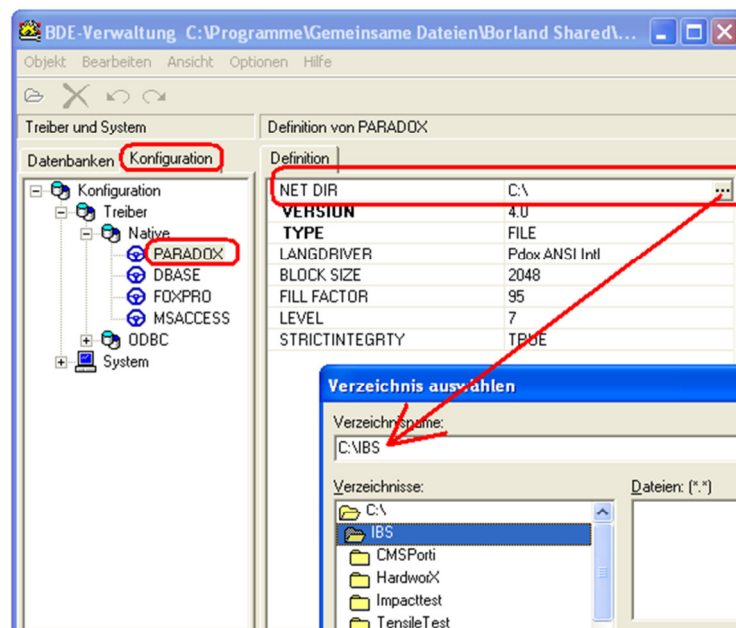 BDE-Verwaltung C:\Programme\Gemeinsame Dateien\Borland Shared\...
Objekt Bearbeiten Ansicht Optionen Hilfe
Treiber und System
Definition von PARADOX
Datenbanken Konfiguration
Definition
Konfiguration
Treiber
Native
PARADOX
DBASE
FOXPRO
MSACCESS
ODBC
System
NET DIR C:\ ...
VERSION 4.0
TYPE FILE
LANGDRIVER Pdox ANSI Intl
BLOCK SIZE 2048
FILL FACTOR 95
LEVEL 7
STRICTINTEGRTY TRUE
Verzeichnis auswählen
Verzeichnisname:
C:\IBS
Verzeichnisse: Dateien: (*.*)
C:\
IBS
CMSPorti
HardworX
Impacttest
TensileTest